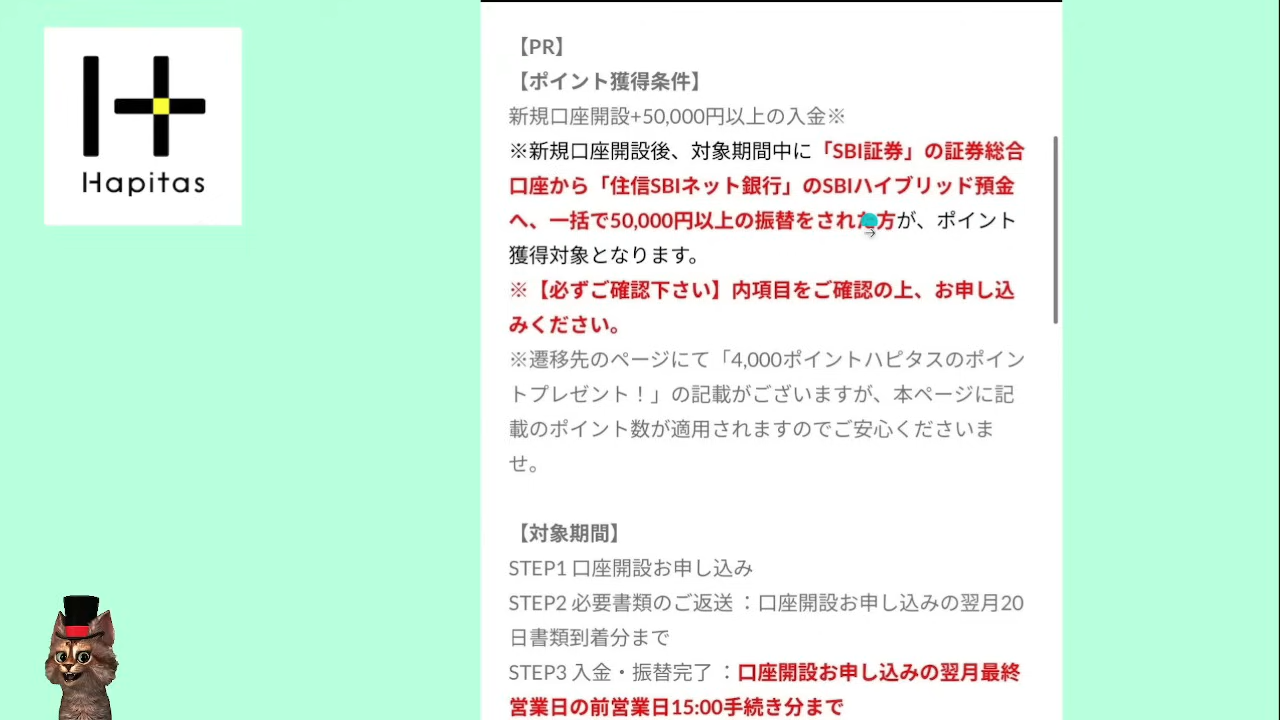 Hapitas
【PR】
【ポイント獲得条件】
新規口座開設+50,000円以上の入金※
※新規口座開設後、対象期間中に「SBI証券」の証券総合
口座から「住信SBIネット銀行」のSBIハイブリッド預金
へ、一括で50,000円以上の振替をされた方が、ポイント
獲得対象となります。
※【必ずご確認下さい】内項目をご確認の上、お申し込
みください。
※遷移先のページにて「4,000ポイントハピタスのポイン
トプレゼント！」の記載がございますが、本ページに記
載のポイント数が適用されますのでご安心くださいま
せ。
【対象期間】
STEP1 口座開設お申し込み
STEP2 必要書類のご返送 ：口座開設お申し込みの翌月20
日書類到着分まで
STEP3 入金・振替完了 ：口座開設お申し込みの翌月最終
営業日の前営業日15:00手続き分まで